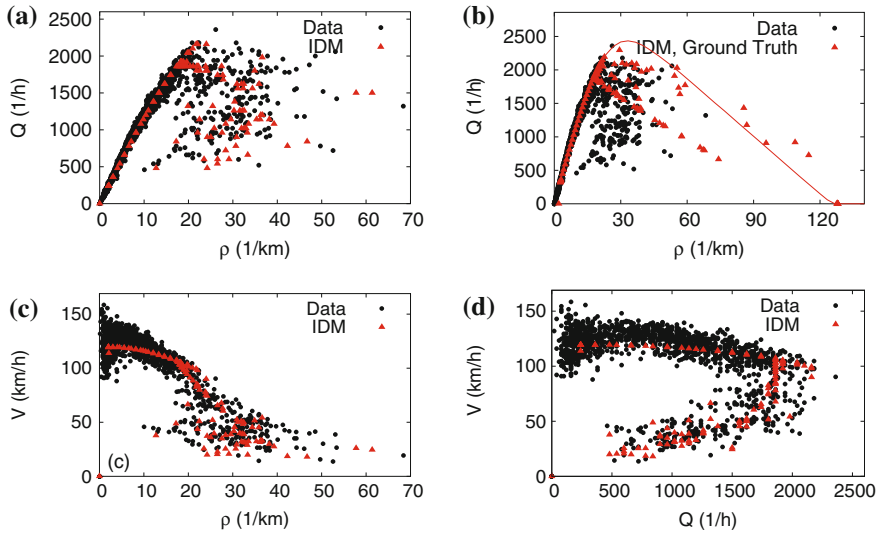 (a)
Q (1/h)
2500
2000
1500
1000
500
0
Data
IDM
0 10 20 30 40 50 60 70
ρ (1/km)
(b)
Q (1/h)
2500
2000
1500
1000
500
0
Data
IDM, Ground Truth
0 30 60 90 120
ρ (1/km)
(c)
V (km/h)
150
100
50
0
Data
IDM
(c)
0 10 20 30 40 50 60 70
ρ (1/km)
(d)
V (km/h)
150
100
50
0
Data
IDM
0 500 1000 1500 2000 2500
Q (1/h)